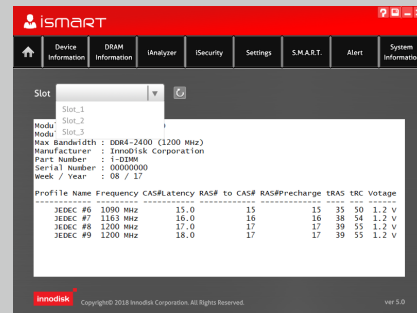 ismart
? 
Device Information
DRAM Information
iAnalyzer
iSecurity
Settings
S.M.A.R.T.
Alert
System Informatio
Slot
Slot_1
Slot_2
Slot_3
Modu
Modu
Max Bandwidth : DDR4-2400 (1200 MHz)
Manufacturer : InnoDisk Corporation
Part Number : i-DIMM
Serial Number : 00000000
Week / Year : 08 / 17
Profile Name Frequency CAS#Latency RAS# to CAS# RAS#Precharge tRAS tRC Votage
------------ --------- ----------- ------------ ------------- ---- --- ------
JEDEC #6 1090 MHz 15.0 15 15 35 50 1.2 V
JEDEC #7 1163 MHz 16.0 16 16 38 54 1.2 V
JEDEC #8 1200 MHz 17.0 17 17 39 55 1.2 V
JEDEC #9 1200 MHz 18.0 17 17 39 55 1.2 V
innodisk Copyright© 2018 Innodisk Corporation. All Rights Reserved. ver 5.0